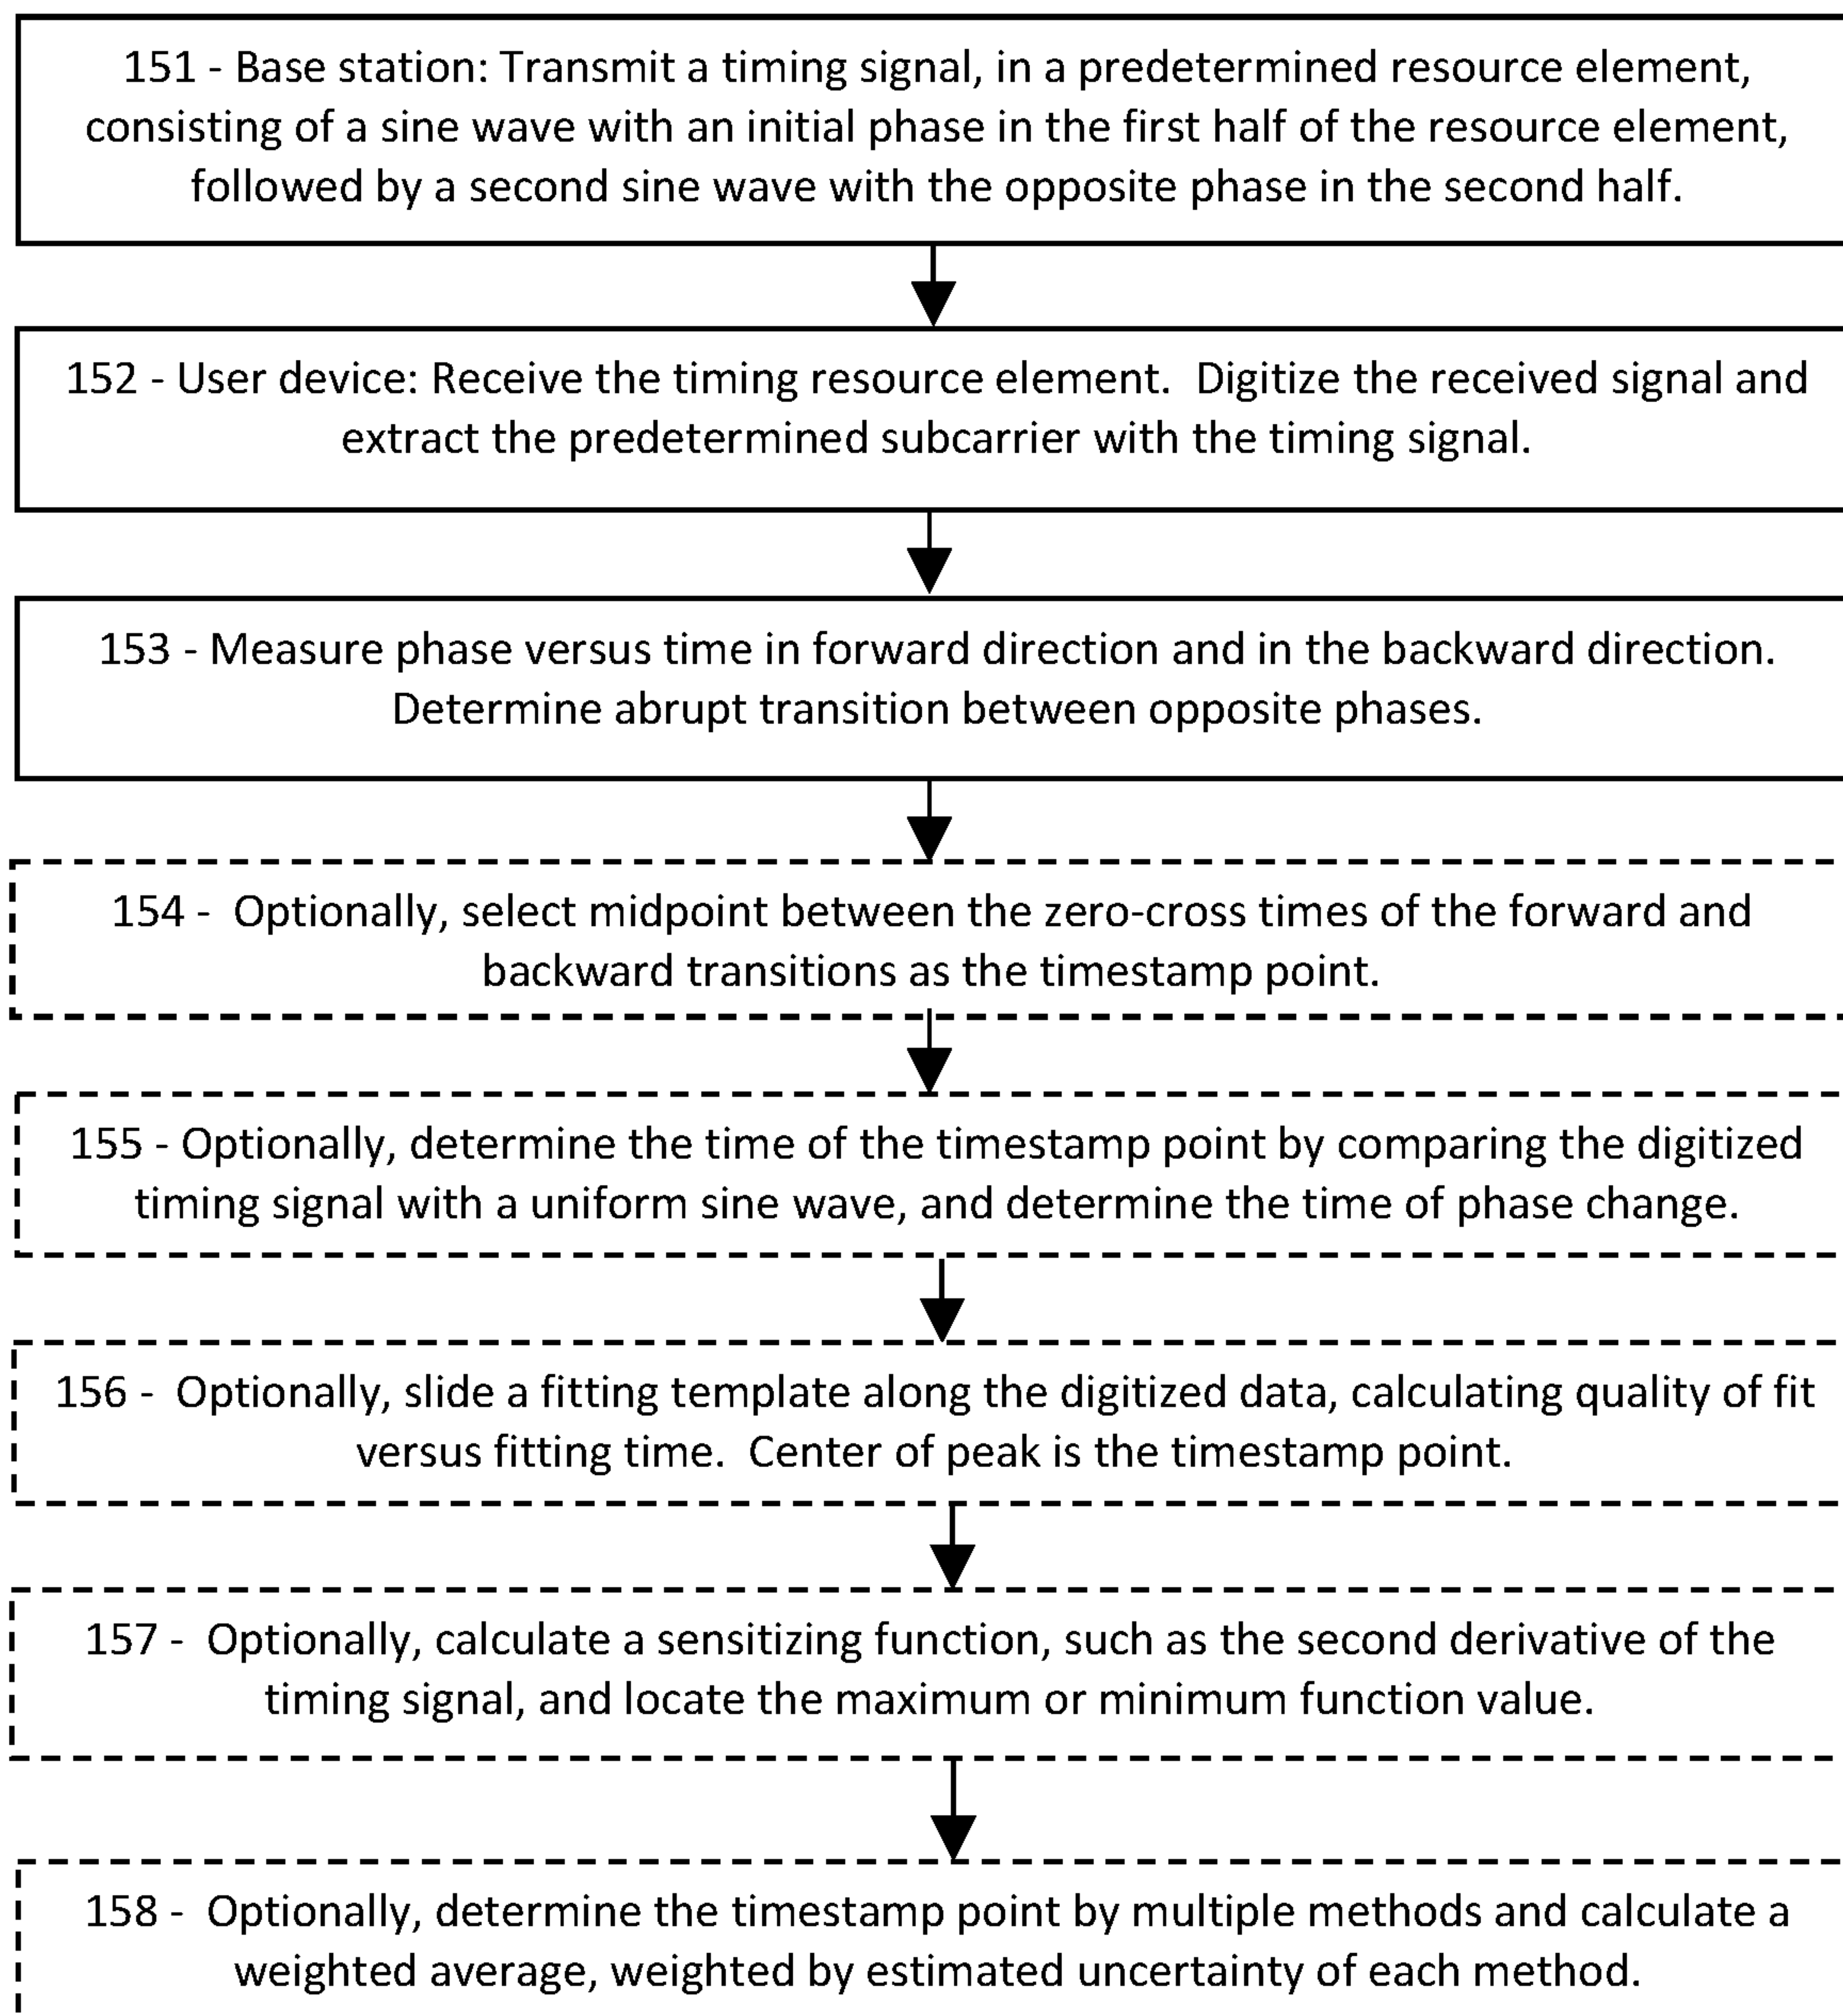 151 - Base station: Transmit a timing signal, in a predetermined resource element,
consisting of a sine wave with an initial phase in the first half of the resource element,
followed by a second sine wave with the opposite phase in the second half.
152 - User device: Receive the timing resource element.  Digitize the received signal and
extract the predetermined subcarrier with the timing signal.
153 - Measure phase versus time in forward direction and in the backward direction.
Determine abrupt transition between opposite phases.
154 -  Optionally, select midpoint between the zero-cross times of the forward and
backward transitions as the timestamp point.
155 - Optionally, determine the time of the timestamp point by comparing the digitized
timing signal with a uniform sine wave, and determine the time of phase change.
156 -  Optionally, slide a fitting template along the digitized data, calculating quality of fit
versus fitting time.  Center of peak is the timestamp point.
157 -  Optionally, calculate a sensitizing function, such as the second derivative of the
timing signal, and locate the maximum or minimum function value.
158 -  Optionally, determine the timestamp point by multiple methods and calculate a
weighted average, weighted by estimated uncertainty of each method.